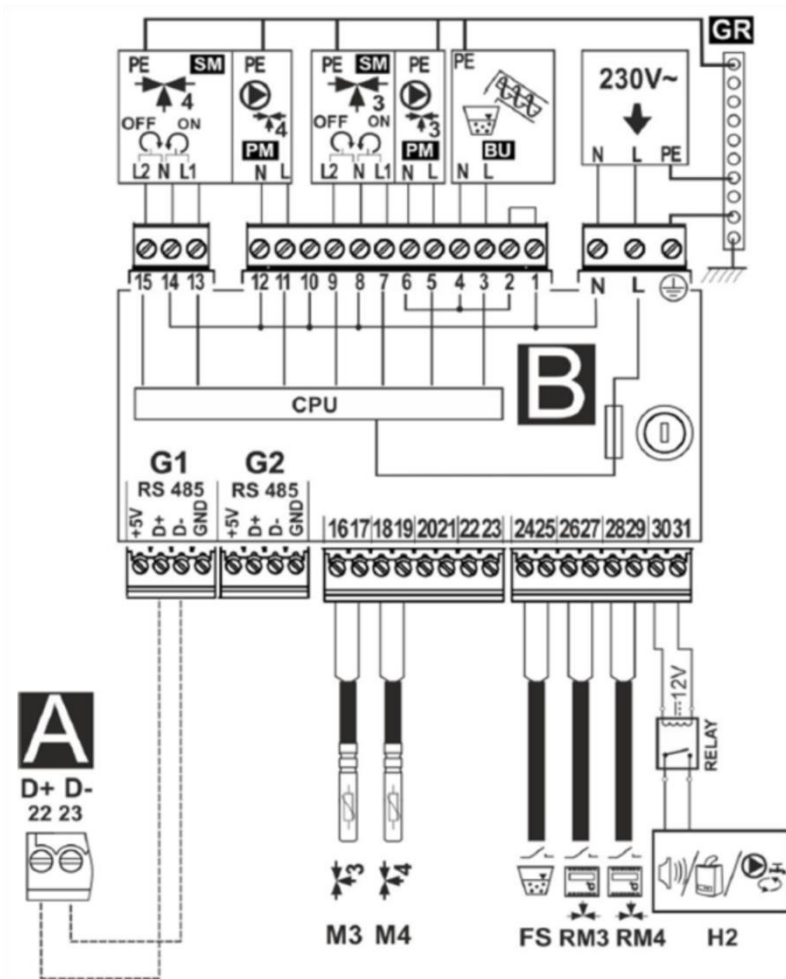 GR
PE SM PE PE SM PE PE
230V~
4 4 3 3
OFF ON OFF ON
PM PM BU
L2 N L1 N L L2 N L1 N L N L N L PE
15 14 13 12 11 10 9 8 7 6 5 4 3 2 1 N L
B
CPU
G1 G2
RS 485 RS 485
+5V D+ D- GND +5V D+ D- GND
16 17 18 19 20 21 22 23 24 25 26 27 28 29 30 31
12V
RELAY
A
D+ D-
22 23
3 4
M3 M4 FS RM3 RM4 H2